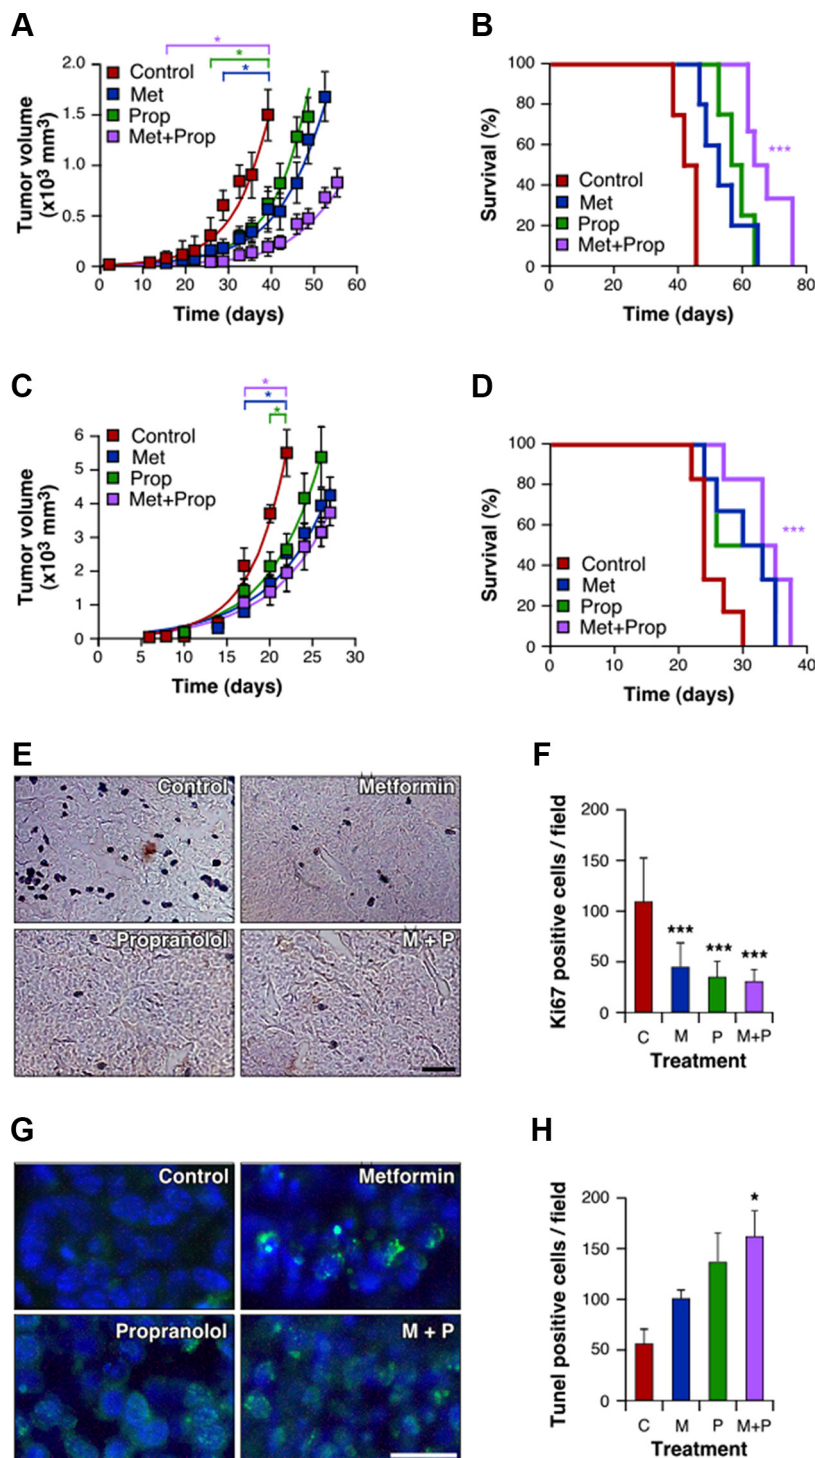 A
*
*
*
2.0
1.5
1.0
0.5
0
Control
Met
Prop
Met+Prop
Tumor volume
(x10³ mm³)
0 10 20 30 40 50 60
Time (days)
B
100
80
60
40
20
0
***
Control
Met
Prop
Met+Prop
Survival (%)
0 20 40 60 80
Time (days)
C
*
*
*
6
5
4
3
2
1
0
Control
Met
Prop
Met+Prop
Tumor volume
(x10³ mm³)
0 5 10 15 20 25 30
Time (days)
D
100
80
60
40
20
0
***
Control
Met
Prop
Met+Prop
Survival (%)
0 10 20 30 40
Time (days)
E
Control
Metformin
Propranolol
M + P
F
200
150
100
50
0
Ki67 positive cells / field
***
***
***
C M P M+P
Treatment
G
Control
Metformin
Propranolol
M + P
H
200
150
100
50
0
Tunel positive cells / field
*
C M P M+P
Treatment